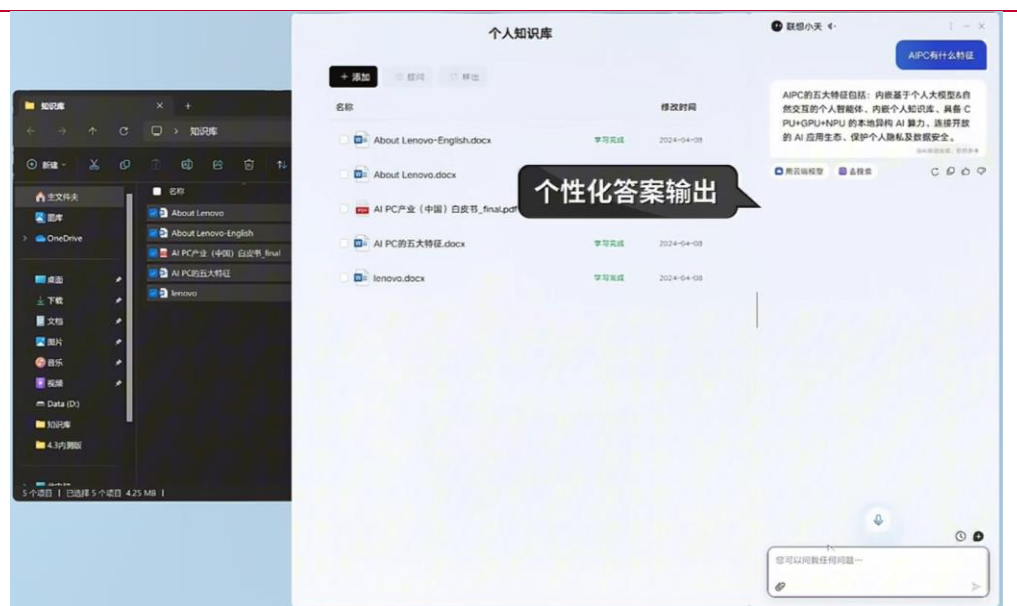 知识库
知识库
新建
名称
主文件夹
图库
OneDrive
桌面
下载
文档
图片
音乐
视频
Data (D:)
知识库
4.3内测版
About Lenovo
About Lenovo-English
AI PC产业（中国）白皮书_final
AI PC的五大特征
lenovo
5 个项目 | 已选择 5 个项目 4.25 MB |
个人知识库
+ 添加
提问
移出
名称
修改时间
About Lenovo-English.docx
学习完成
2024-04-03
About Lenovo.docx
AI PC产业（中国）白皮书_final.pdf
AI PC的五大特征.docx
学习完成
2024-04-03
lenovo.docx
学习完成
2024-04-03
个性化答案输出
联想小天
AIPC有什么特征
AIPC的五大特征包括：内嵌基于个人大模型&自
然交互的个人智能体、内嵌个人知识库、具备 C
PU+GPU+NPU 的本地异构 AI 算力、连接开放
的 AI 应用生态、保护个人隐私及数据安全。
用云端模型
去搜索
您可以问我任何问题…